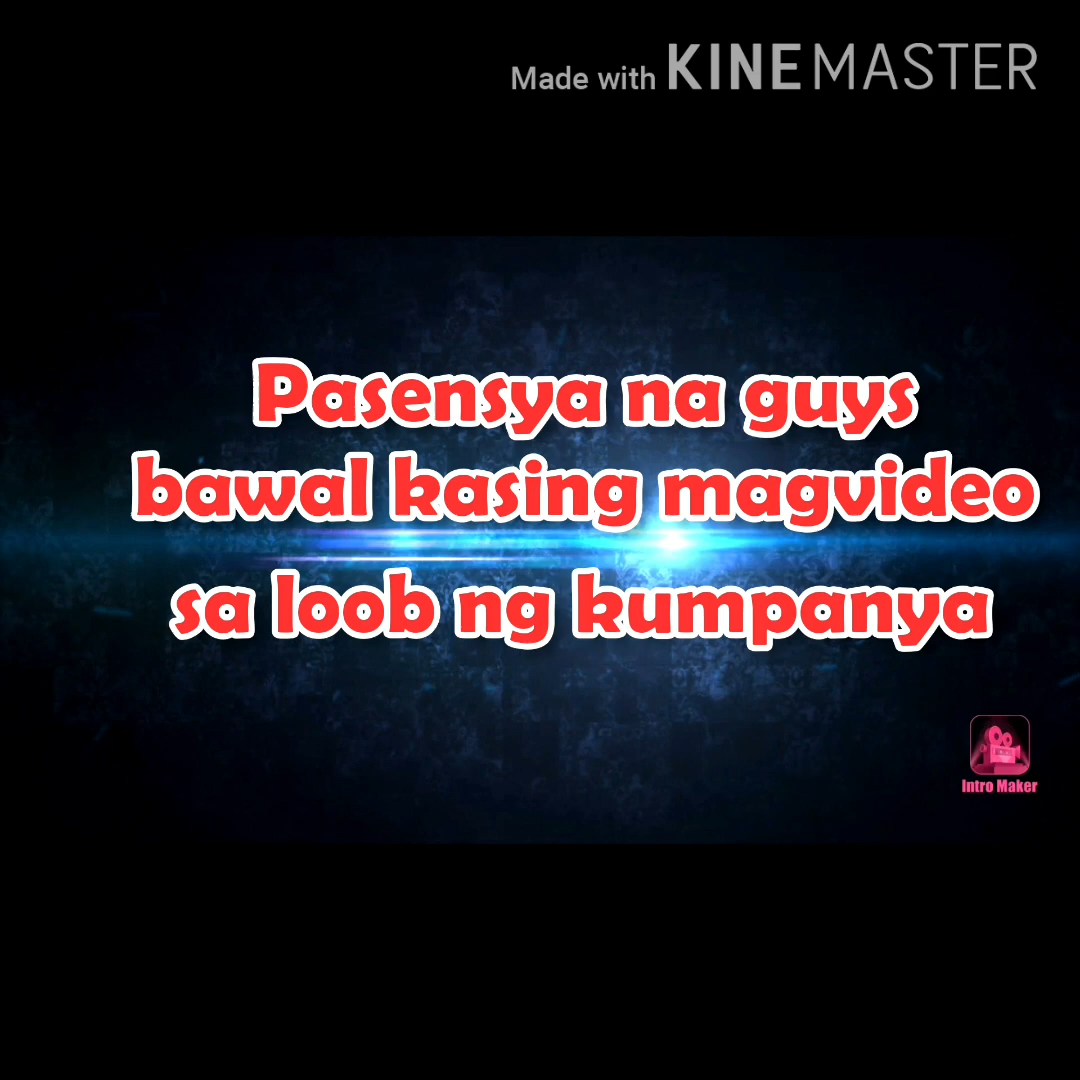 Made with KINEMASTER
Pasensya na guys
bawal kasing magvideo
sa loob ng kumpanya
Intro Maker